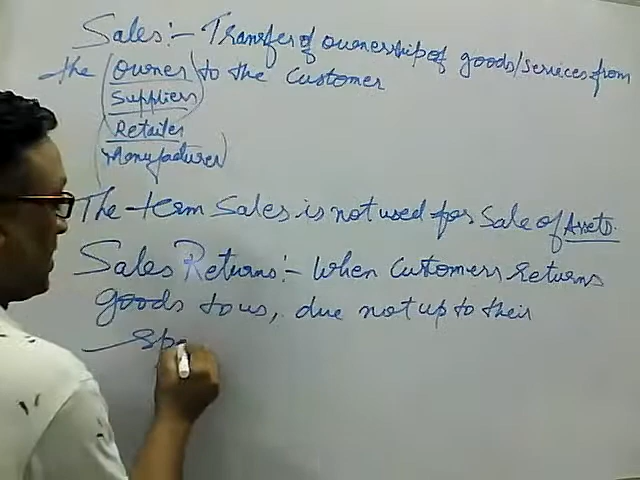 Sales:- Transfer of ownership of goods/services from
the (Owner) to the Customer
Suppliers
Retailer
Manufacturer
The term Sales is not used for Sale of Assets.
Sales Returns:- When Customers returns
goods to us, due not up to their
Sp